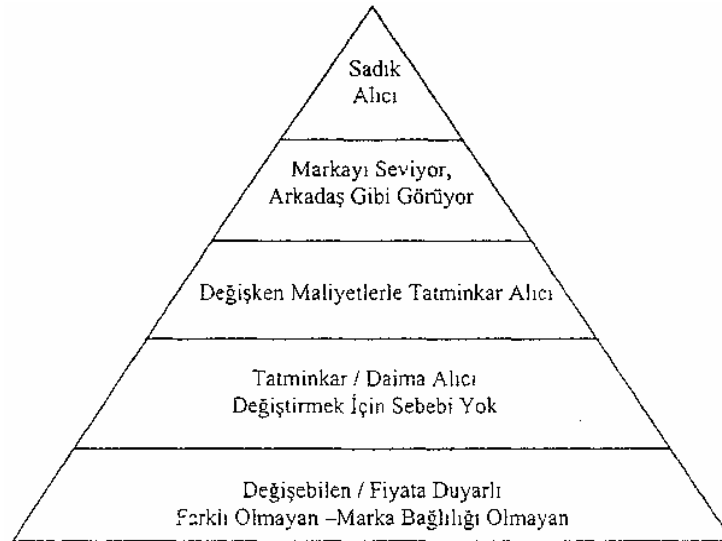 Sadık
Alıcı
Markayı Seviyor,
Arkadaş Gibi Görüyor
Değişken Maliyetlerle Tatminkar Alıcı
Tatminkar / Daima Alıcı
Değiştirmek İçin Sebebi Yok
Değişebilen / Fiyata Duyarlı
Farklı Olmayan –Marka Bağlılığı Olmayan